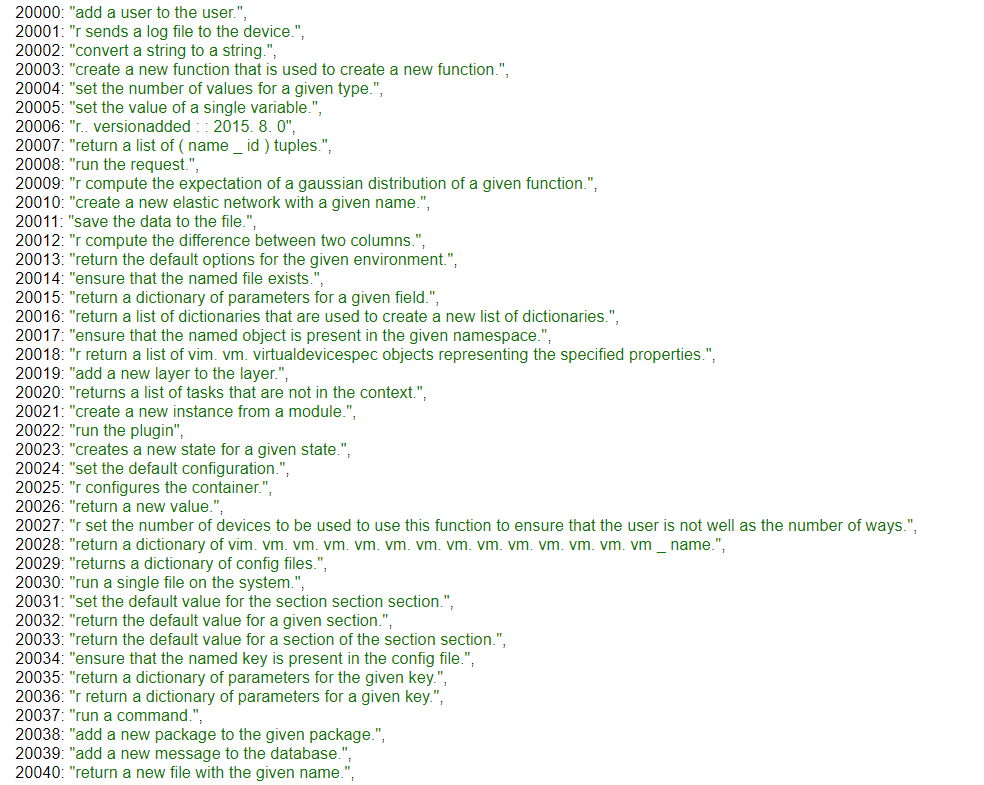 20000: "add a user to the user.",
20001: "r sends a log file to the device.",
20002: "convert a string to a string.",
20003: "create a new function that is used to create a new function.",
20004: "set the number of values for a given type.",
20005: "set the value of a single variable.",
20006: "r.. versionadded : : 2015. 8. 0",
20007: "return a list of ( name _ id ) tuples.",
20008: "run the request.",
20009: "r compute the expectation of a gaussian distribution of a given function.",
20010: "create a new elastic network with a given name.",
20011: "save the data to the file.",
20012: "r compute the difference between two columns.",
20013: "return the default options for the given environment.",
20014: "ensure that the named file exists.",
20015: "return a dictionary of parameters for a given field.",
20016: "return a list of dictionaries that are used to create a new list of dictionaries.",
20017: "ensure that the named object is present in the given namespace.",
20018: "r return a list of vim. vm. virtualdevicespec objects representing the specified properties.",
20019: "add a new layer to the layer.",
20020: "returns a list of tasks that are not in the context.",
20021: "create a new instance from a module.",
20022: "run the plugin",
20023: "creates a new state for a given state.",
20024: "set the default configuration.",
20025: "r configures the container.",
20026: "return a new value.",
20027: "r set the number of devices to be used to use this function to ensure that the user is not well as the number of ways.",
20028: "return a dictionary of vim. vm. vm. vm. vm. vm. vm. vm. vm. vm. vm. vm. vm. vm _ name.",
20029: "returns a dictionary of config files.",
20030: "run a single file on the system.",
20031: "set the default value for the section section section.",
20032: "return the default value for a given section.",
20033: "return the default value for a section of the section section.",
20034: "ensure that the named key is present in the config file.",
20035: "return a dictionary of parameters for the given key.",
20036: "r return a dictionary of parameters for a given key.",
20037: "run a command.",
20038: "add a new package to the given package.",
20039: "add a new message to the database.",
20040: "return a new file with the given name.",